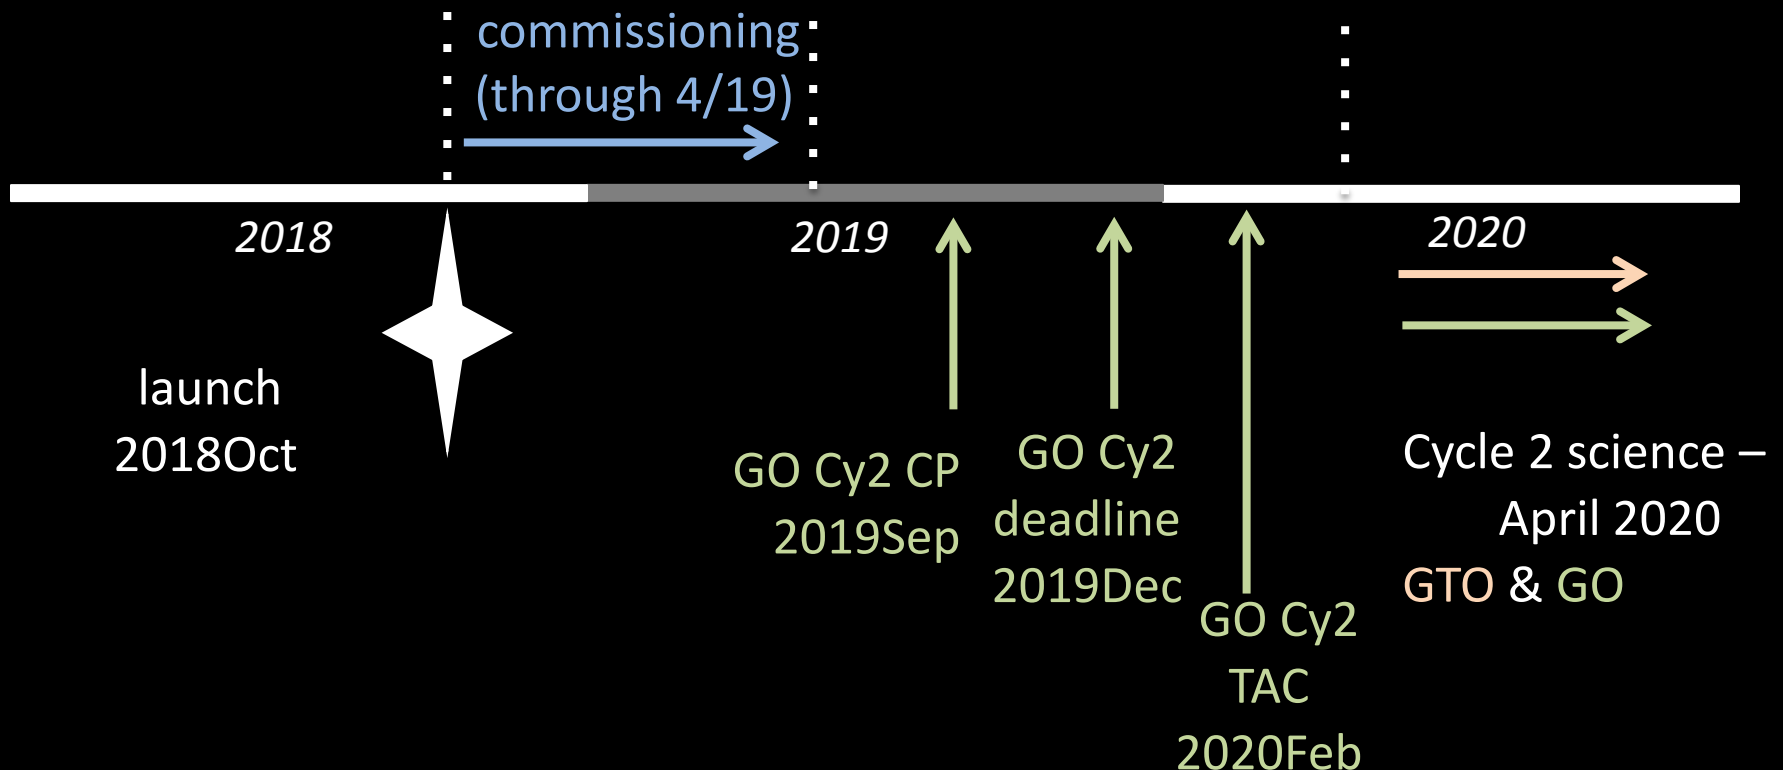 commissioning
(through 4/19)
2018
2019
2020
launch
2018Oct
GO Cy2 CP
2019Sep
GO Cy2
deadline
2019Dec
GO Cy2
TAC
2020Feb
Cycle 2 science –
April 2020
GTO & GO